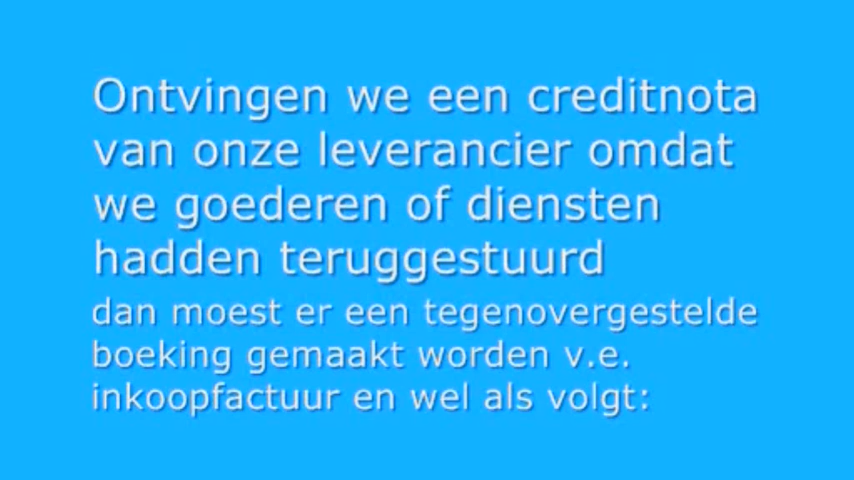 Ontvingen we een creditnota
van onze leverancier omdat
we goederen of diensten
hadden teruggestuurd
dan moest er een tegenovergestelde
boeking gemaakt worden v.e.
inkoopfactuur en wel als volgt: